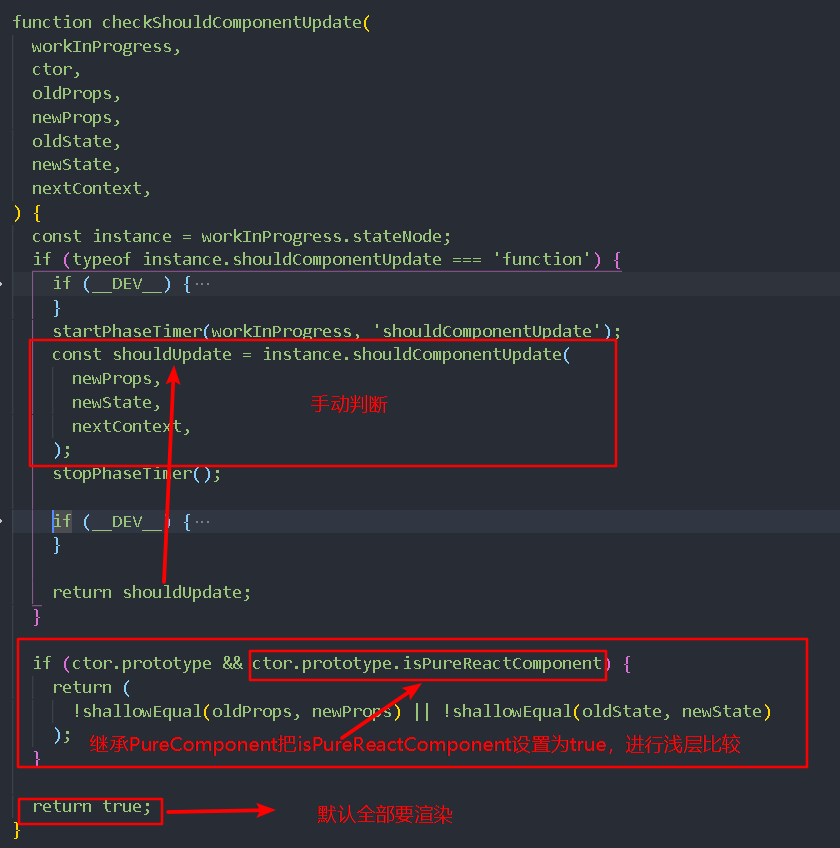 function checkShouldComponentUpdate(
workInProgress,
ctor,
oldProps,
newProps,
oldState,
newState,
nextContext,
) {
const instance = workInProgress.stateNode;
if (typeof instance.shouldComponentUpdate === 'function') {
if (__DEV__) {···
}
startPhaseTimer(workInProgress, 'shouldComponentUpdate');
const shouldUpdate = instance.shouldComponentUpdate(
newProps,
newState,
手动判断
nextContext,
);
stopPhaseTimer();
if (__DEV__) {···
}
return shouldUpdate;
}
if (ctor.prototype && ctor.prototype.isPureReactComponent) {
return (
!shallowEqual(oldProps, newProps) || !shallowEqual(oldState, newState)
);
继承PureComponent把isPureReactComponent设置为true，进行浅层比较
}
return true;
默认全部要渲染
}